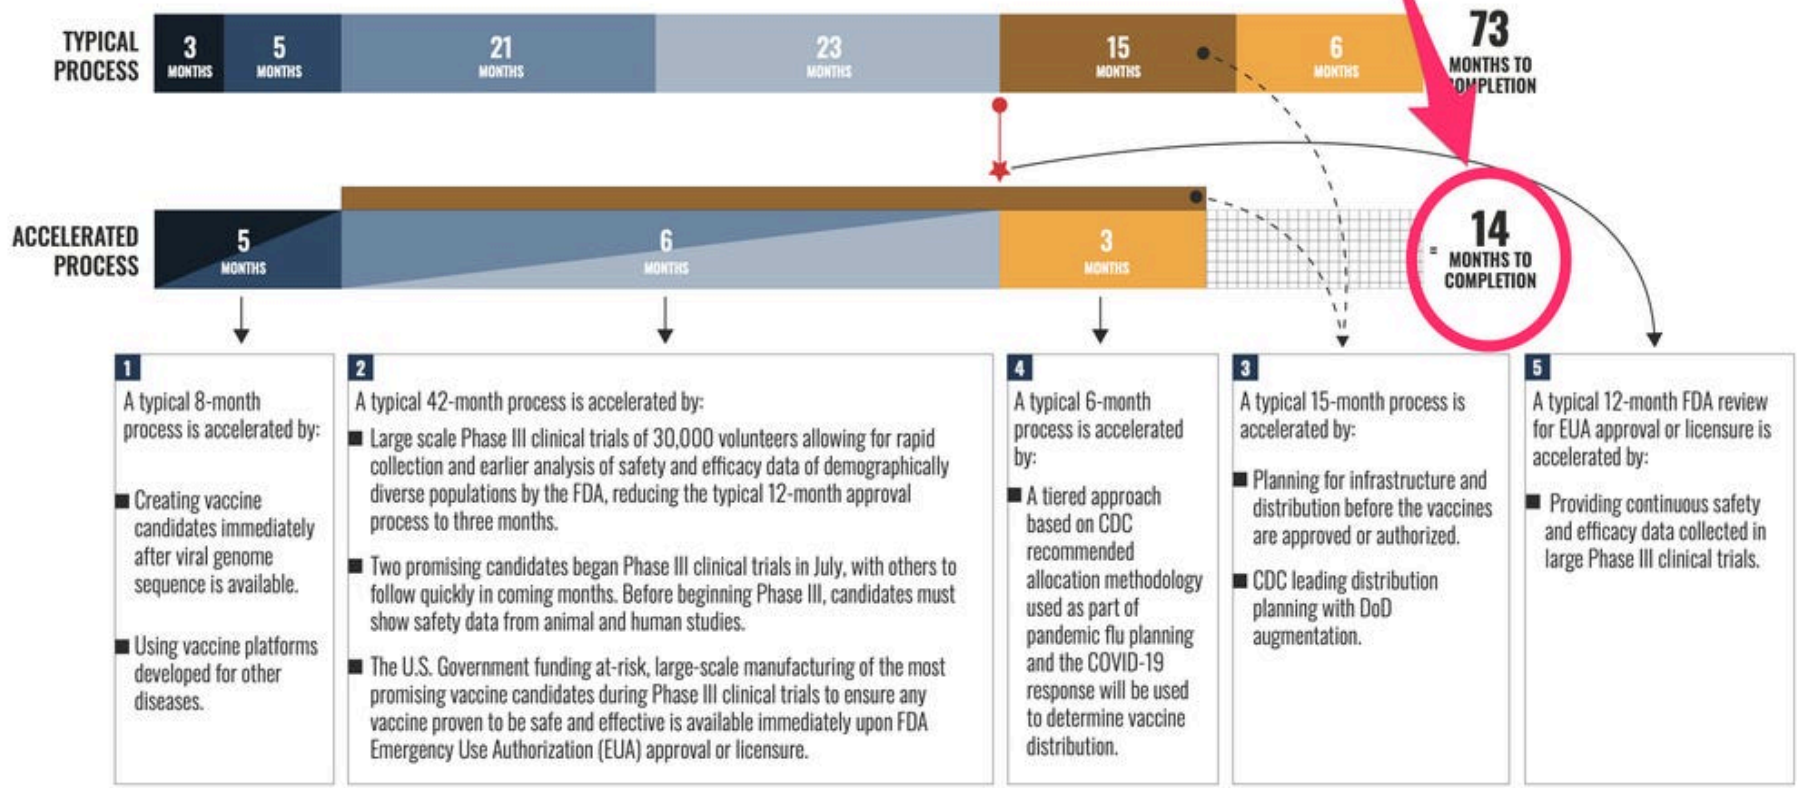 TYPICAL
PROCESS
3
MONTHS
5
MONTHS
21
MONTHS
23
MONTHS
15
MONTHS
6
MONTHS
73
MONTHS TO
COMPLETION
ACCELERATED
PROCESS
5
MONTHS
6
MONTHS
3
MONTHS
=
14
MONTHS TO
COMPLETION
1
A typical 8-month
process is accelerated by:
■ Creating vaccine
candidates immediately
after viral genome
sequence is available.
■ Using vaccine platforms
developed for other
diseases.
2
A typical 42-month process is accelerated by:
■ Large scale Phase III clinical trials of 30,000 volunteers allowing for rapid
collection and earlier analysis of safety and efficacy data of demographically
diverse populations by the FDA, reducing the typical 12-month approval
process to three months.
■ Two promising candidates began Phase III clinical trials in July, with others to
follow quickly in coming months. Before beginning Phase III, candidates must
show safety data from animal and human studies.
■ The U.S. Government funding at-risk, large-scale manufacturing of the most
promising vaccine candidates during Phase III clinical trials to ensure any
vaccine proven to be safe and effective is available immediately upon FDA
Emergency Use Authorization (EUA) approval or licensure.
4
A typical 6-month
process is accelerated
by:
■ A tiered approach
based on CDC
recommended
allocation methodology
used as part of
pandemic flu planning
and the COVID-19
response will be used
to determine vaccine
distribution.
3
A typical 15-month process is
accelerated by:
■ Planning for infrastructure and
distribution before the vaccines
are approved or authorized.
■ CDC leading distribution
planning with DoD
augmentation.
5
A typical 12-month FDA review
for EUA approval or licensure is
accelerated by:
■ Providing continuous safety
and efficacy data collected in
large Phase III clinical trials.